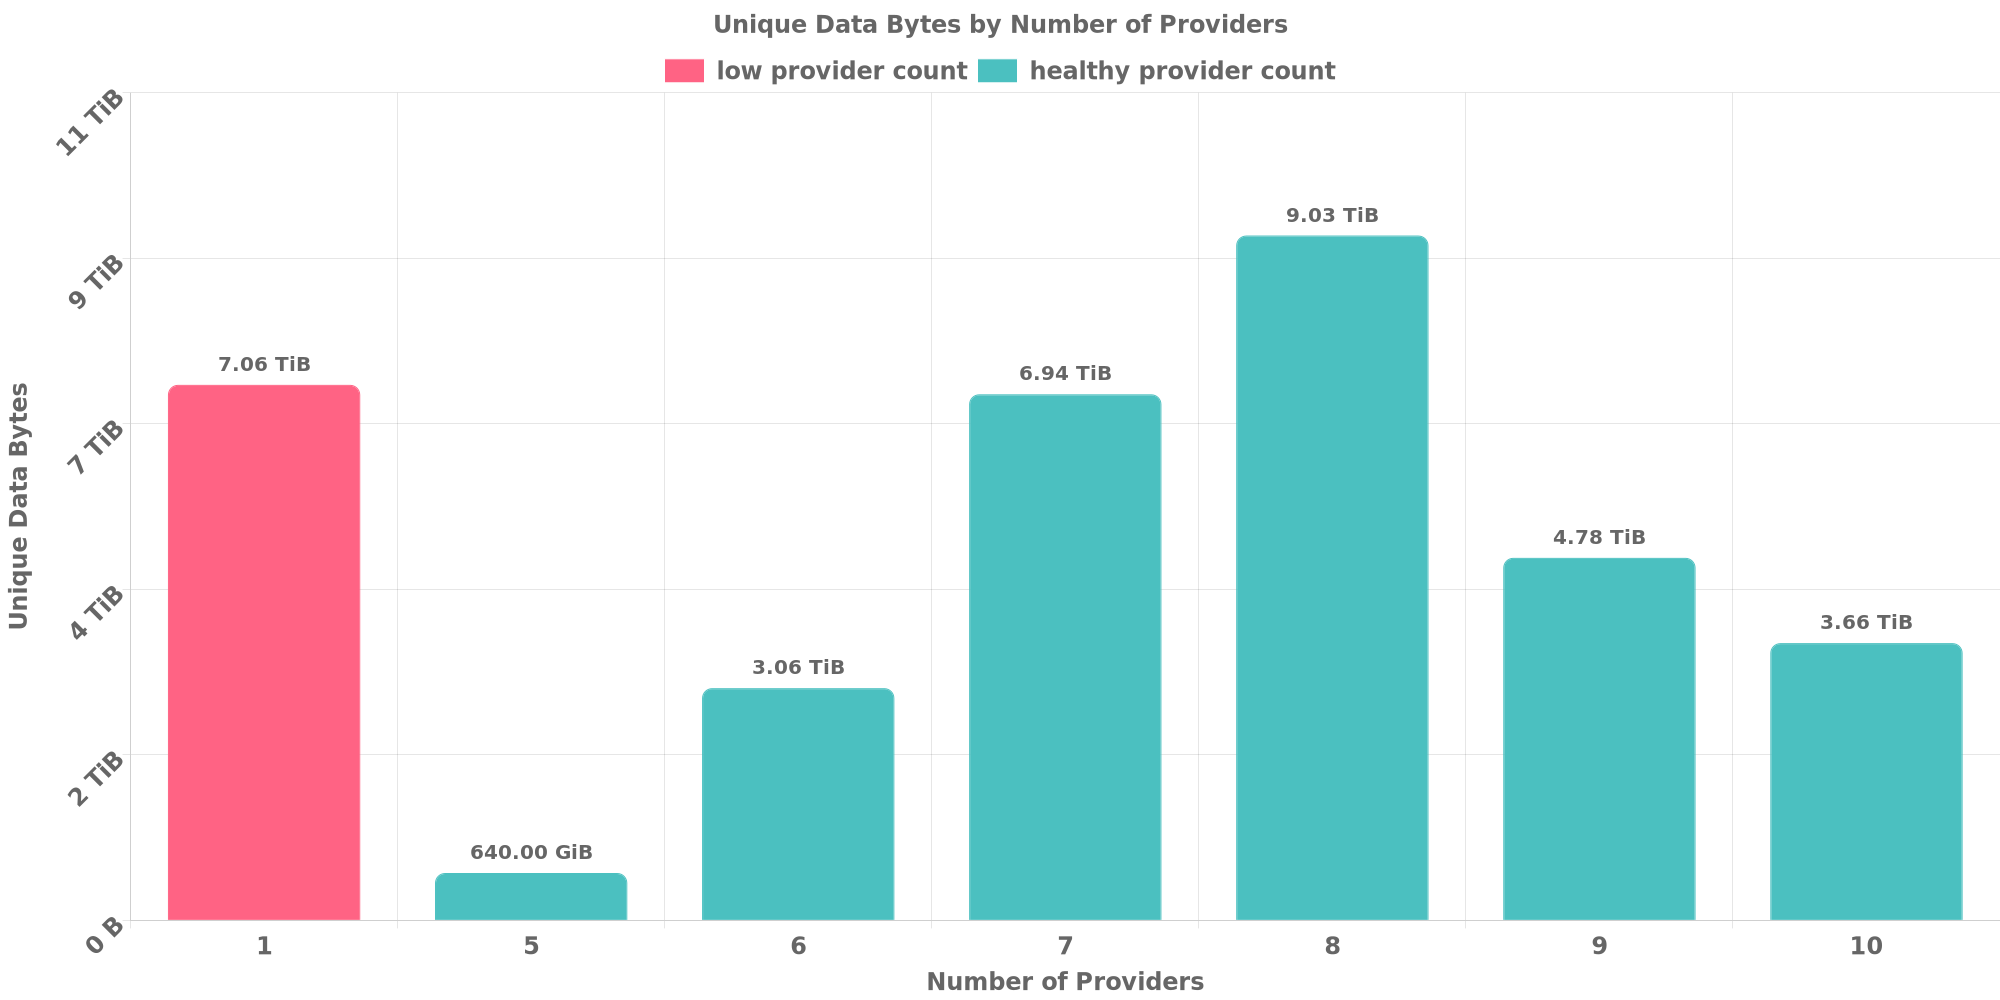 Unique Data Bytes by Number of Providers
low provider count healthy provider count
11 TiB
9 TiB
7 TiB
4 TiB
2 TiB
0 B
Unique Data Bytes
7.06 TiB
640.00 GiB
3.06 TiB
6.94 TiB
9.03 TiB
4.78 TiB
3.66 TiB
1 5 6 7 8 9 10
Number of Providers